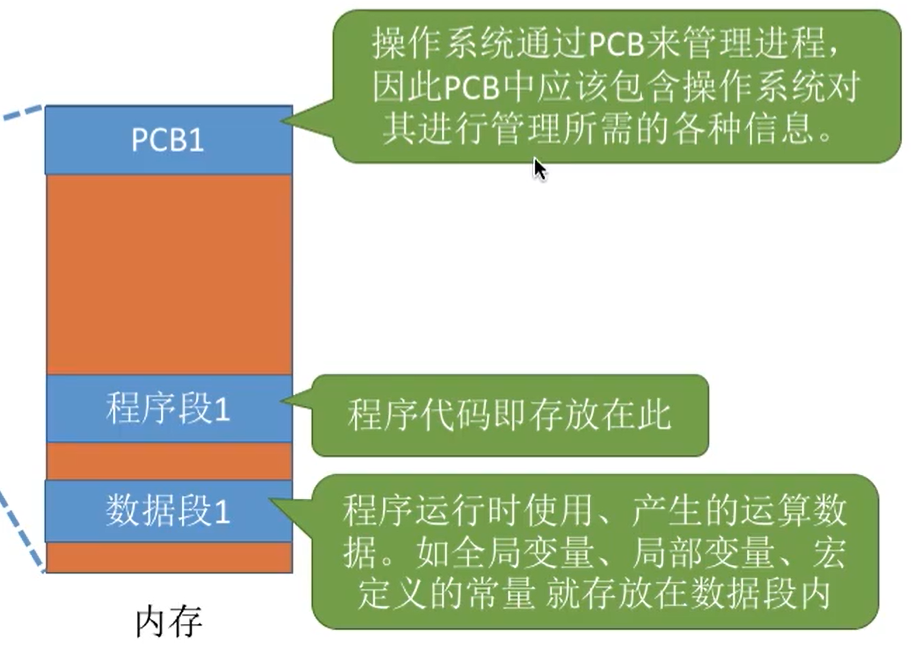 操作系统通过PCB来管理进程，
因此PCB中应该包含操作系统对
其进行管理所需的各种信息。
PCB1
程序段1
程序代码即存放在此
数据段1
程序运行时使用、产生的运算数
据。如全局变量、局部变量、宏
定义的常量 就存放在数据段内
内存